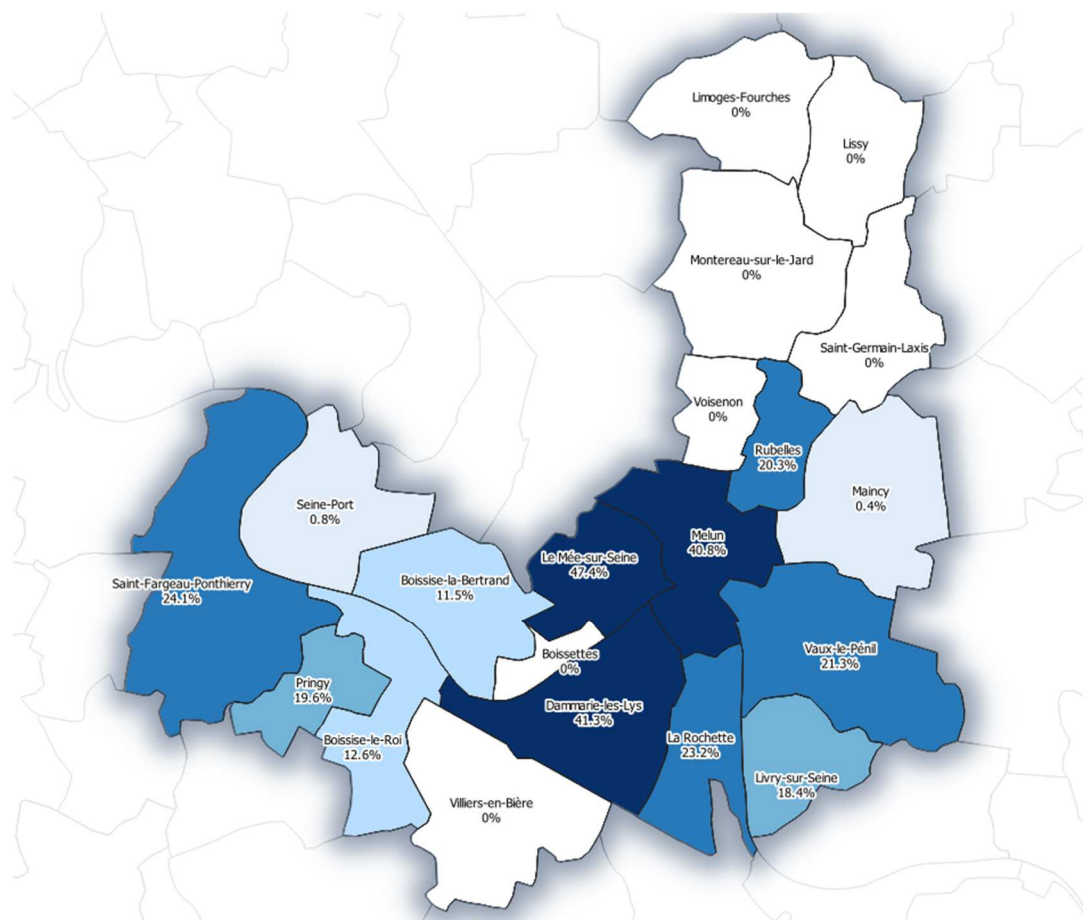 Limoges-Fourches
0%
Lissy
0%
Montereau-sur-le-Jard
0%
Saint-Germain-Laxis
0%
Voisenon
0%
Rubelles
20.3%
Maincy
0.4%
Seine-Port
0.8%
Melun
40.8%
Le Mée-sur-Seine
47.4%
Boissise-la-Bertrand
11.5%
Saint-Fargeau-Ponthierry
24.1%
Vaux-le-Pénil
21.3%
Boissettes
0%
Pringy
19.6%
Dammarie-les-Lys
41.3%
La Rochette
23.2%
Boissise-le-Roi
12.6%
Livry-sur-Seine
18.4%
Villiers-en-Bière
0%